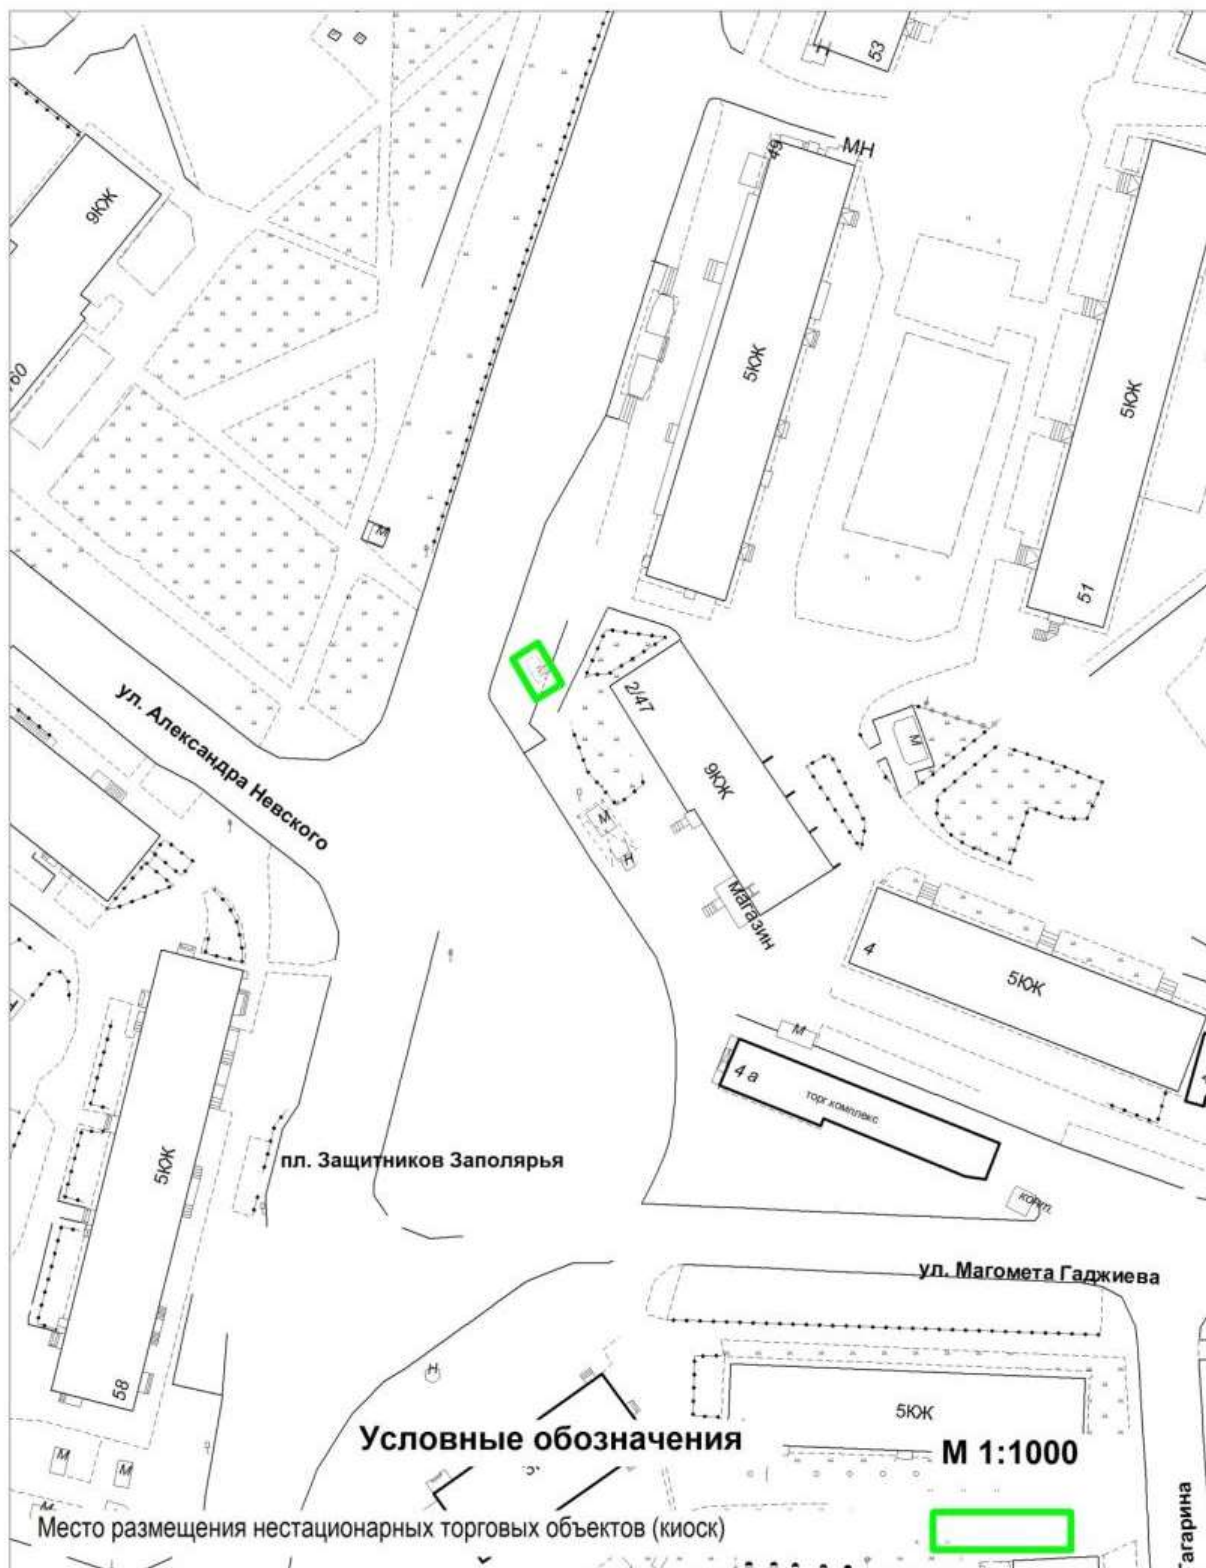 53
49
МН
9КЖ
60
5КЖ
5КЖ
51
М
2/47
ул. Александра Невского
9КЖ
М
М
Н
Магазин
4
5КЖ
М
4 а
торг.комплекс
5КЖ
пл. Защитников Заполярья
конт.
ул. Магомета Гаджиева
Н
58
5КЖ
Условные обозначения
М 1:1000
М
М
М
Место размещения нестационарных торговых объектов (киоск)
Гагарина